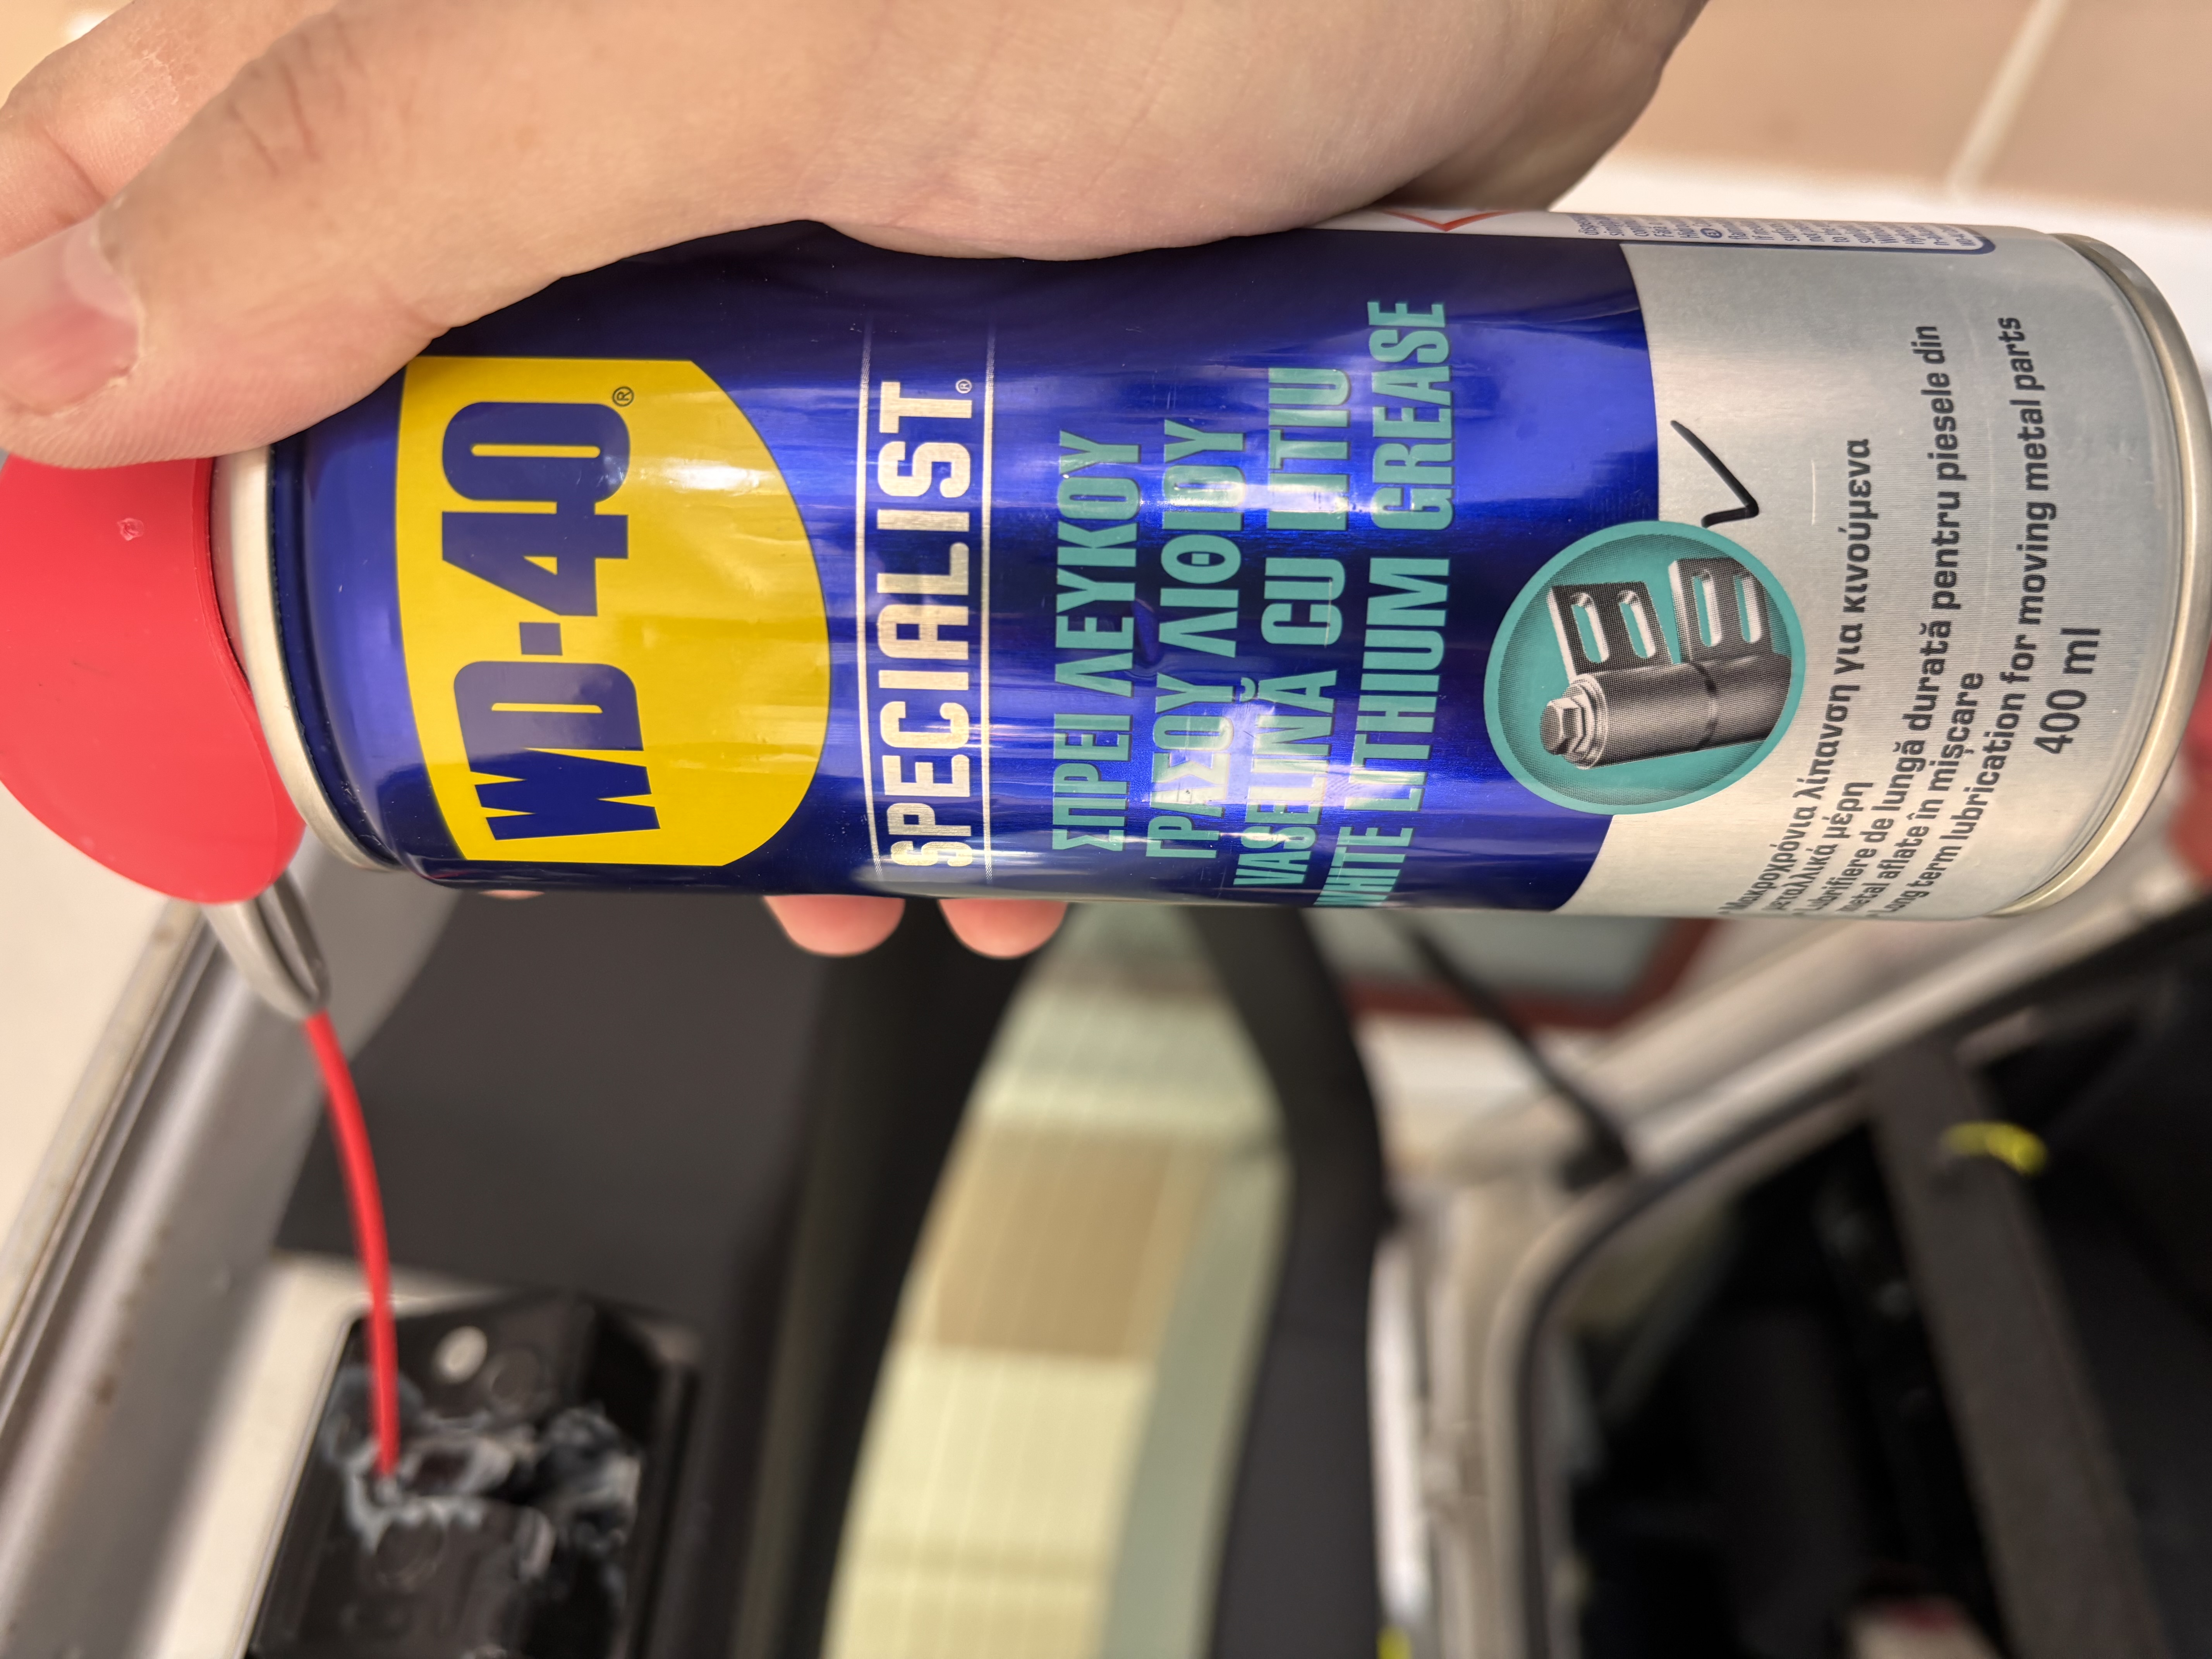 WD-40®
SPECIALIST®
ΣΠΡΕΙ ΛΕΥΚΟΥ
ΓΡΑΣΟΥ ΛΙΘΙΟΥ
VASELINĂ CU LITIU
WHITE LITHIUM GREASE
Μακροχρόνια λίπανση για κινούμενα
μεταλλικά μέρη
Lubrifiere de lungă durată pentru piesele din
metal aflate în mișcare
Long term lubrication for moving metal parts
400 ml